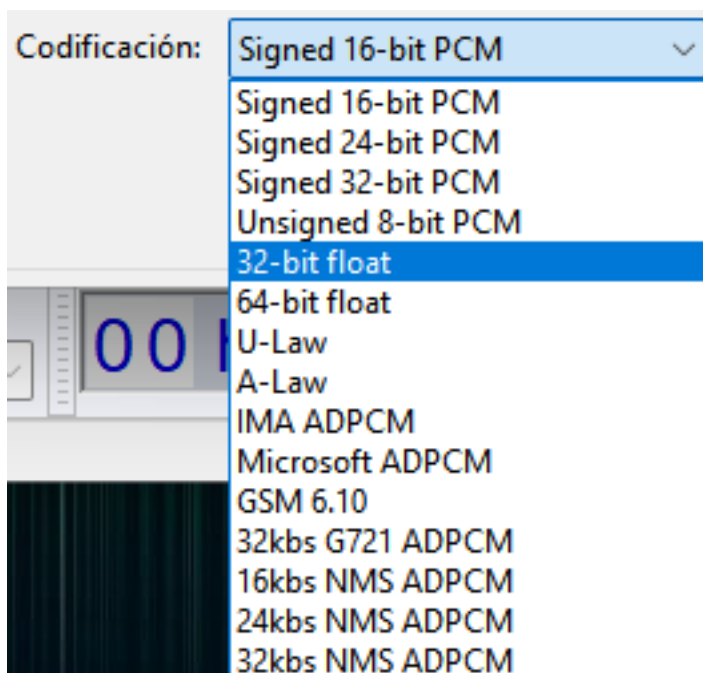 Codificación: Signed 16-bit PCM
Signed 16-bit PCM
Signed 24-bit PCM
Signed 32-bit PCM
Unsigned 8-bit PCM
32-bit float
64-bit float
00
U-Law
A-Law
IMA ADPCM
Microsoft ADPCM
GSM 6.10
32kbs G721 ADPCM
16kbs NMS ADPCM
24kbs NMS ADPCM
32kbs NMS ADPCM